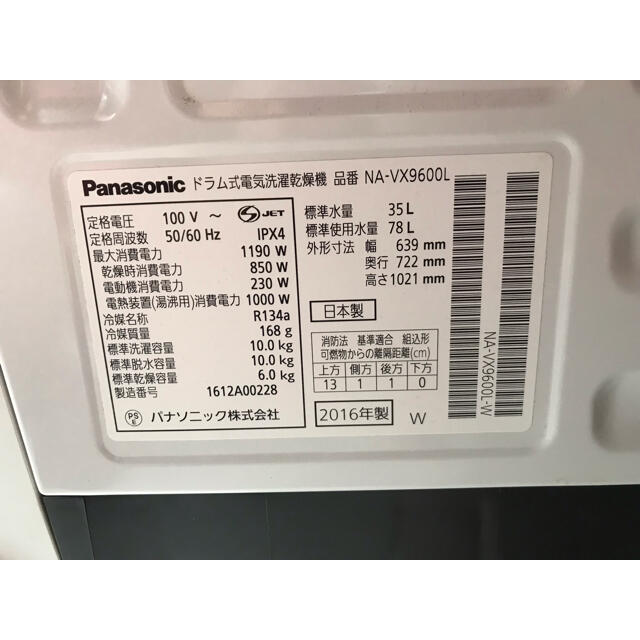 Panasonic ドラム式電気洗濯乾燥機 品番 NA-VX9600L
定格電圧 100 V ～ S JET
定格周波数 50/60 Hz IPX4
最大消費電力 1190 W
乾燥時消費電力 850 W
電動機消費電力 230 W
電熱装置(湯沸用)消費電力 1000 W
冷媒名称 R134a
冷媒質量 168 g
標準洗濯容量 10.0 kg
標準脱水容量 10.0 kg
標準乾燥容量 6.0 kg
製造番号 1612A00228
PS E パナソニック株式会社
標準水量 35 L
標準使用水量 78 L
外形寸法 幅 639 mm
奥行 722 mm
高さ 1021 mm
日本製
消防法 基準適合 組込形
可燃物からの離隔距離(cm)
上方 側方 後方 下方
13 1 1 0
2016年製 W
NA-VX9600L-W